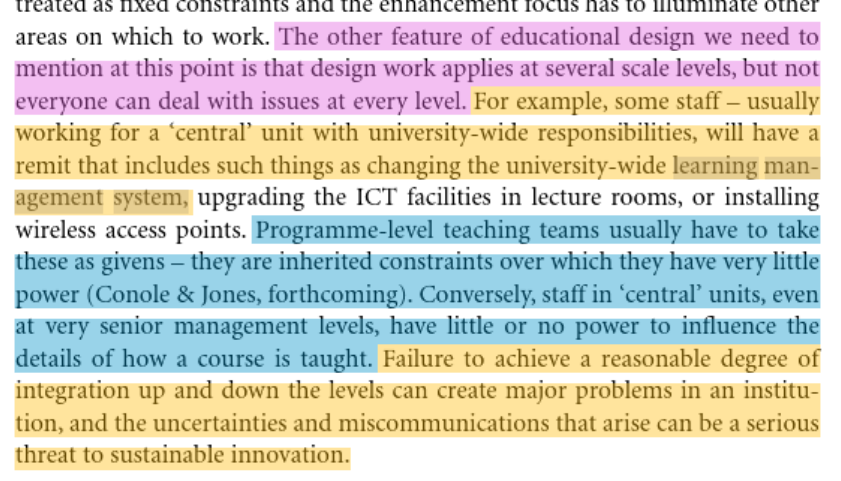 treated as fixed constraints and the enhancement focus has to illuminate other
areas on which to work. The other feature of educational design we need to
mention at this point is that design work applies at several scale levels, but not
everyone can deal with issues at every level. For example, some staff – usually
working for a ‘central’ unit with university-wide responsibilities, will have a
remit that includes such things as changing the university-wide learning man-
agement system, upgrading the ICT facilities in lecture rooms, or installing
wireless access points. Programme-level teaching teams usually have to take
these as givens – they are inherited constraints over which they have very little
power (Conole & Jones, forthcoming). Conversely, staff in ‘central’ units, even
at very senior management levels, have little or no power to influence the
details of how a course is taught. Failure to achieve a reasonable degree of
integration up and down the levels can create major problems in an institu-
tion, and the uncertainties and miscommunications that arise can be a serious
threat to sustainable innovation.